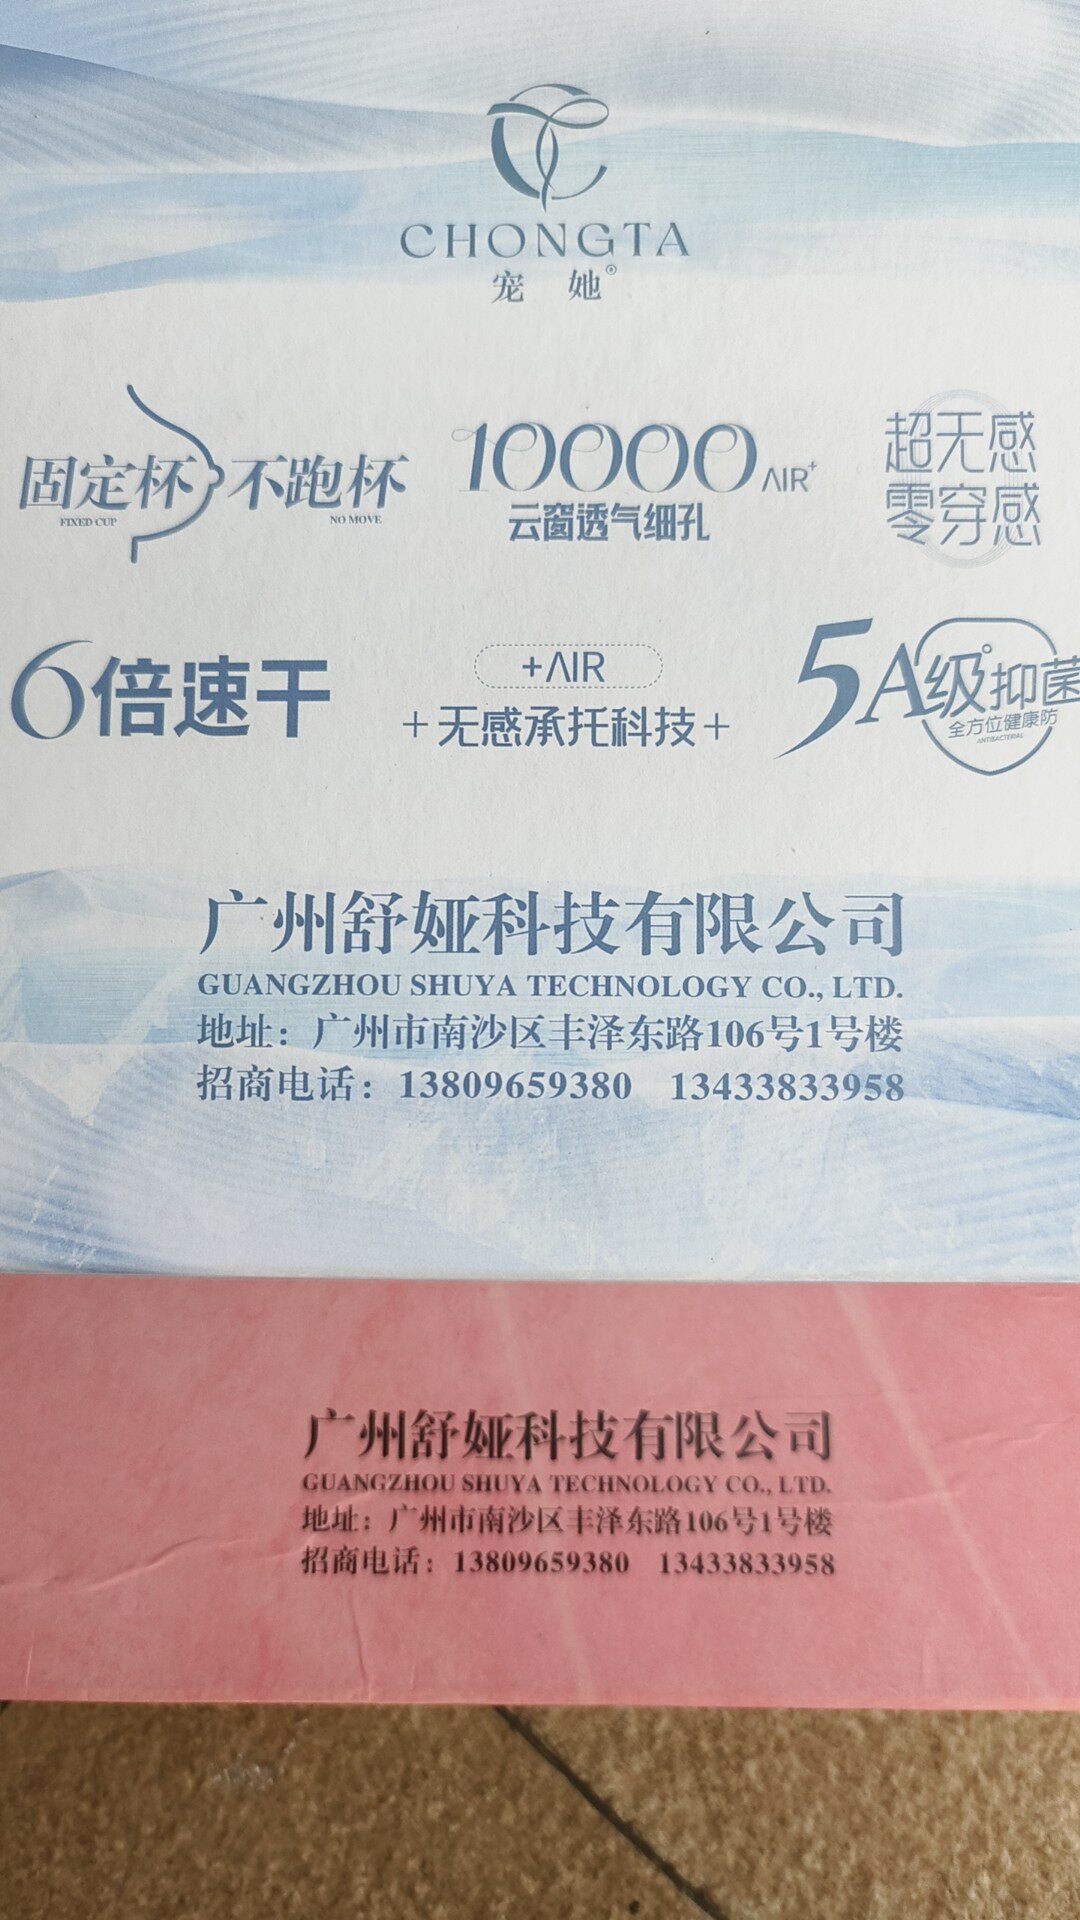 CHONGTA
宠 她®
固定杯 不跑杯
FIXED CUP NO MOVE
10000 AIR+
云窗透气细孔
超无感
零穿感
6倍速干
+AIR
+无感承托科技+
5A级抑菌
全方位健康防
ANTIBACTERIAL
广州舒娅科技有限公司
GUANGZHOU SHUYA TECHNOLOGY CO., LTD.
地址：广州市南沙区丰泽东路106号1号楼
招商电话：13809659380 13433833958
广州舒娅科技有限公司
GUANGZHOU SHUYA TECHNOLOGY CO., LTD.
地址：广州市南沙区丰泽东路106号1号楼
招商电话：13809659380 13433833958